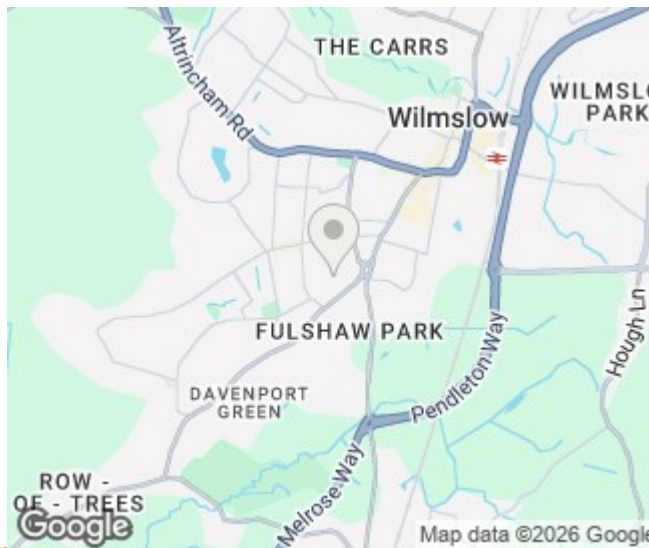 THE CARRS
Altrincham Rd
Wilmslow
WILMSLO
PARK
FULSHAW PARK
Hough Ln
Pendleton Way
DAVENPORT
GREEN
Melrose Way
ROW -
OF - TREES
Google
Map data ©2026 Google